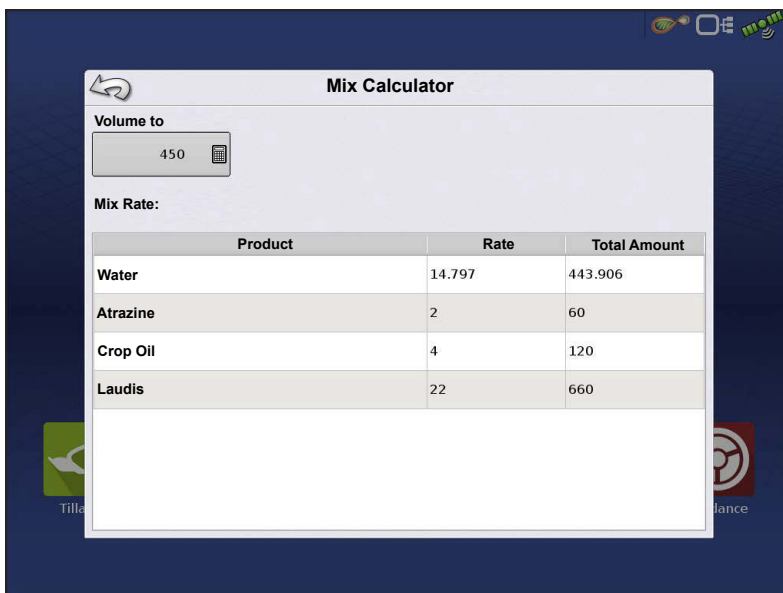 Mix Calculator
Volume to
450
Mix Rate:
Product Rate Total Amount
Water 14.797 443.906
Atrazine 2 60
Crop Oil 4 120
Laudis 22 660
Tilla dance